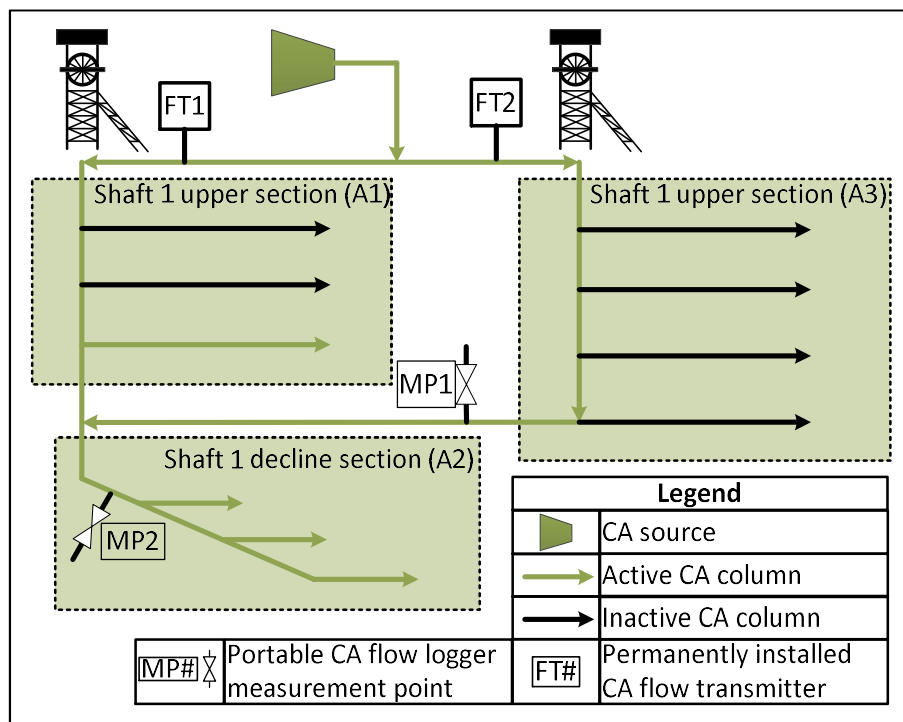 FT1
FT2
Shaft 1 upper section (A1)
Shaft 1 upper section (A3)
MP1
Shaft 1 decline section (A2)
MP2
Legend
CA source
Active CA column
Inactive CA column
MP#
Portable CA flow logger
measurement point
FT#
Permanently installed
CA flow transmitter